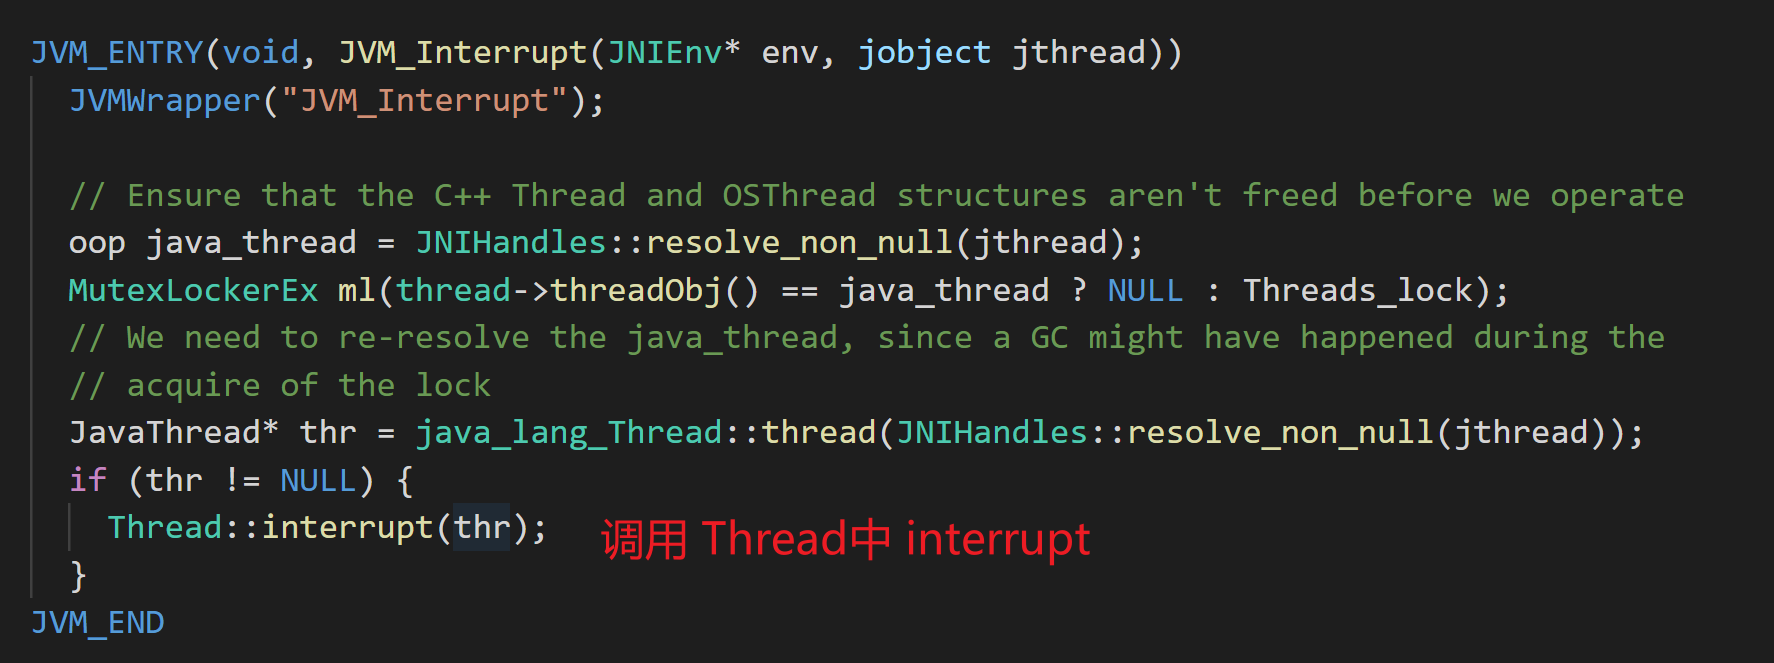 JVM_ENTRY(void, JVM_Interrupt(JNIEnv* env, jobject jthread))
  JVMWrapper("JVM_Interrupt");

  // Ensure that the C++ Thread and OSThread structures aren't freed before we operate
  oop java_thread = JNIHandles::resolve_non_null(jthread);
  MutexLockerEx ml(thread->threadObj() == java_thread ? NULL : Threads_lock);
  // We need to re-resolve the java_thread, since a GC might have happened during the
  // acquire of the lock
  JavaThread* thr = java_lang_Thread::thread(JNIHandles::resolve_non_null(jthread));
  if (thr != NULL) {
    Thread::interrupt(thr); 调用 Thread中 interrupt
  }
JVM_END